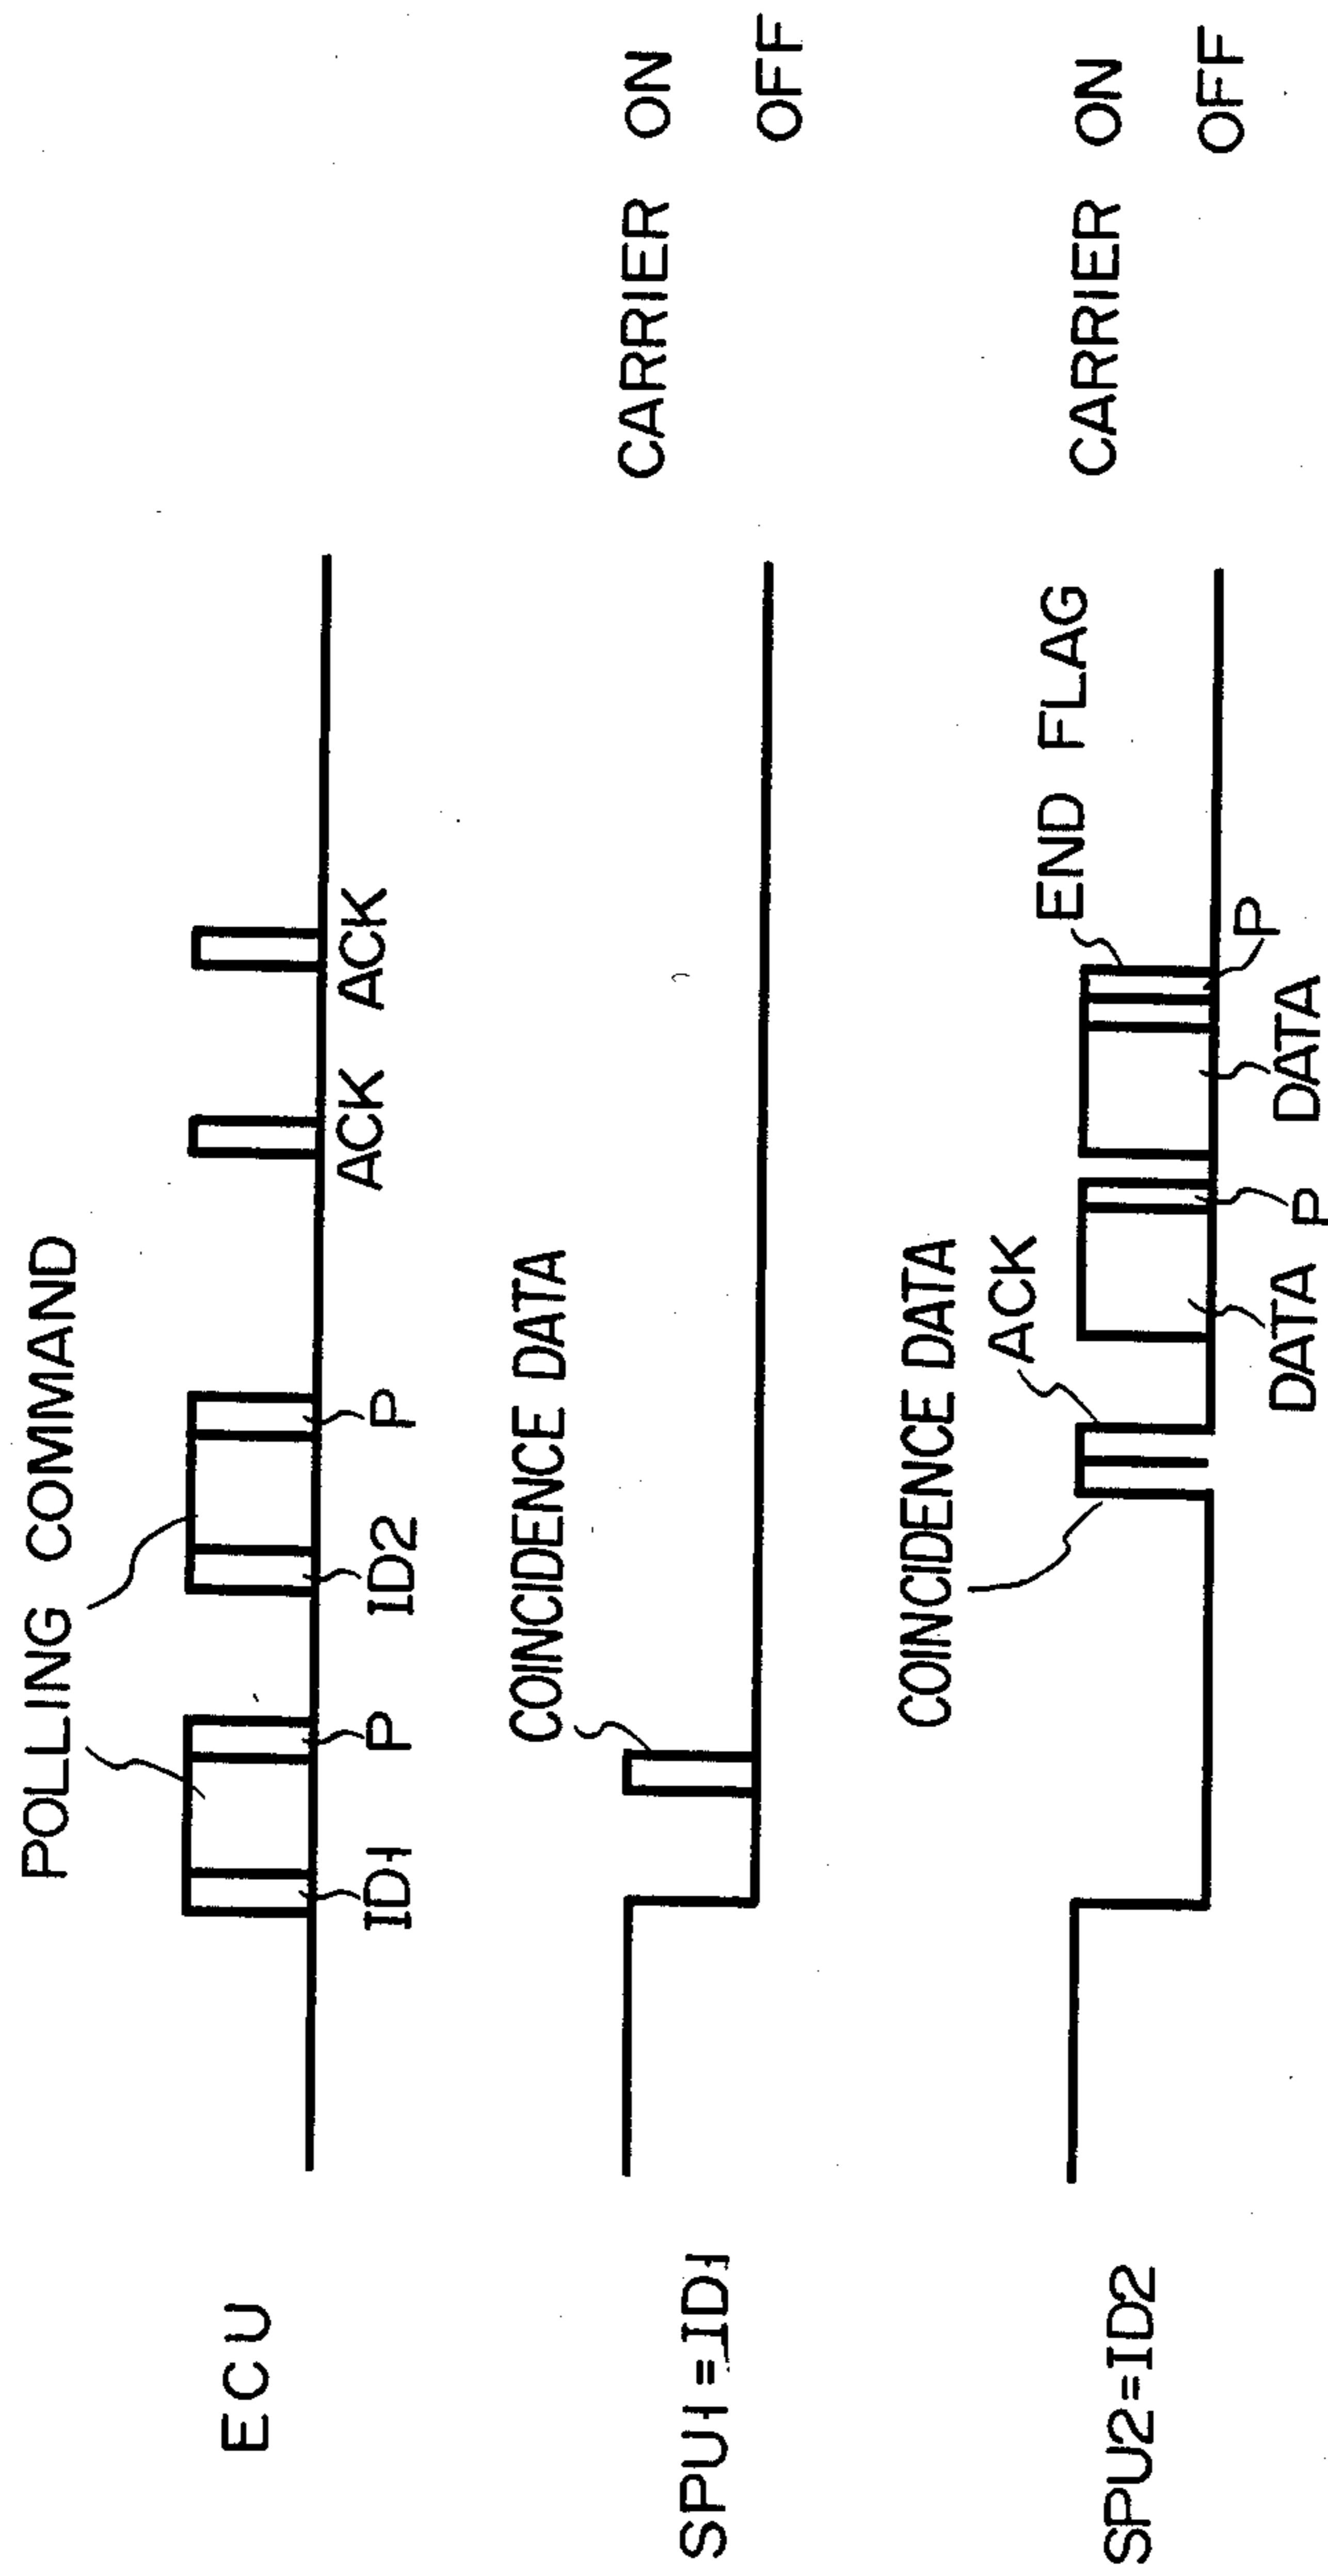 ECU
POLLING COMMAND
ID1
P
ID2
P
ACK
ACK
SPU1=ID1
COINCIDENCE DATA
CARRIER ON
OFF
SPU2=ID2
COINCIDENCE DATA
ACK
END FLAG
DATA
P
DATA
P
CARRIER ON
OFF